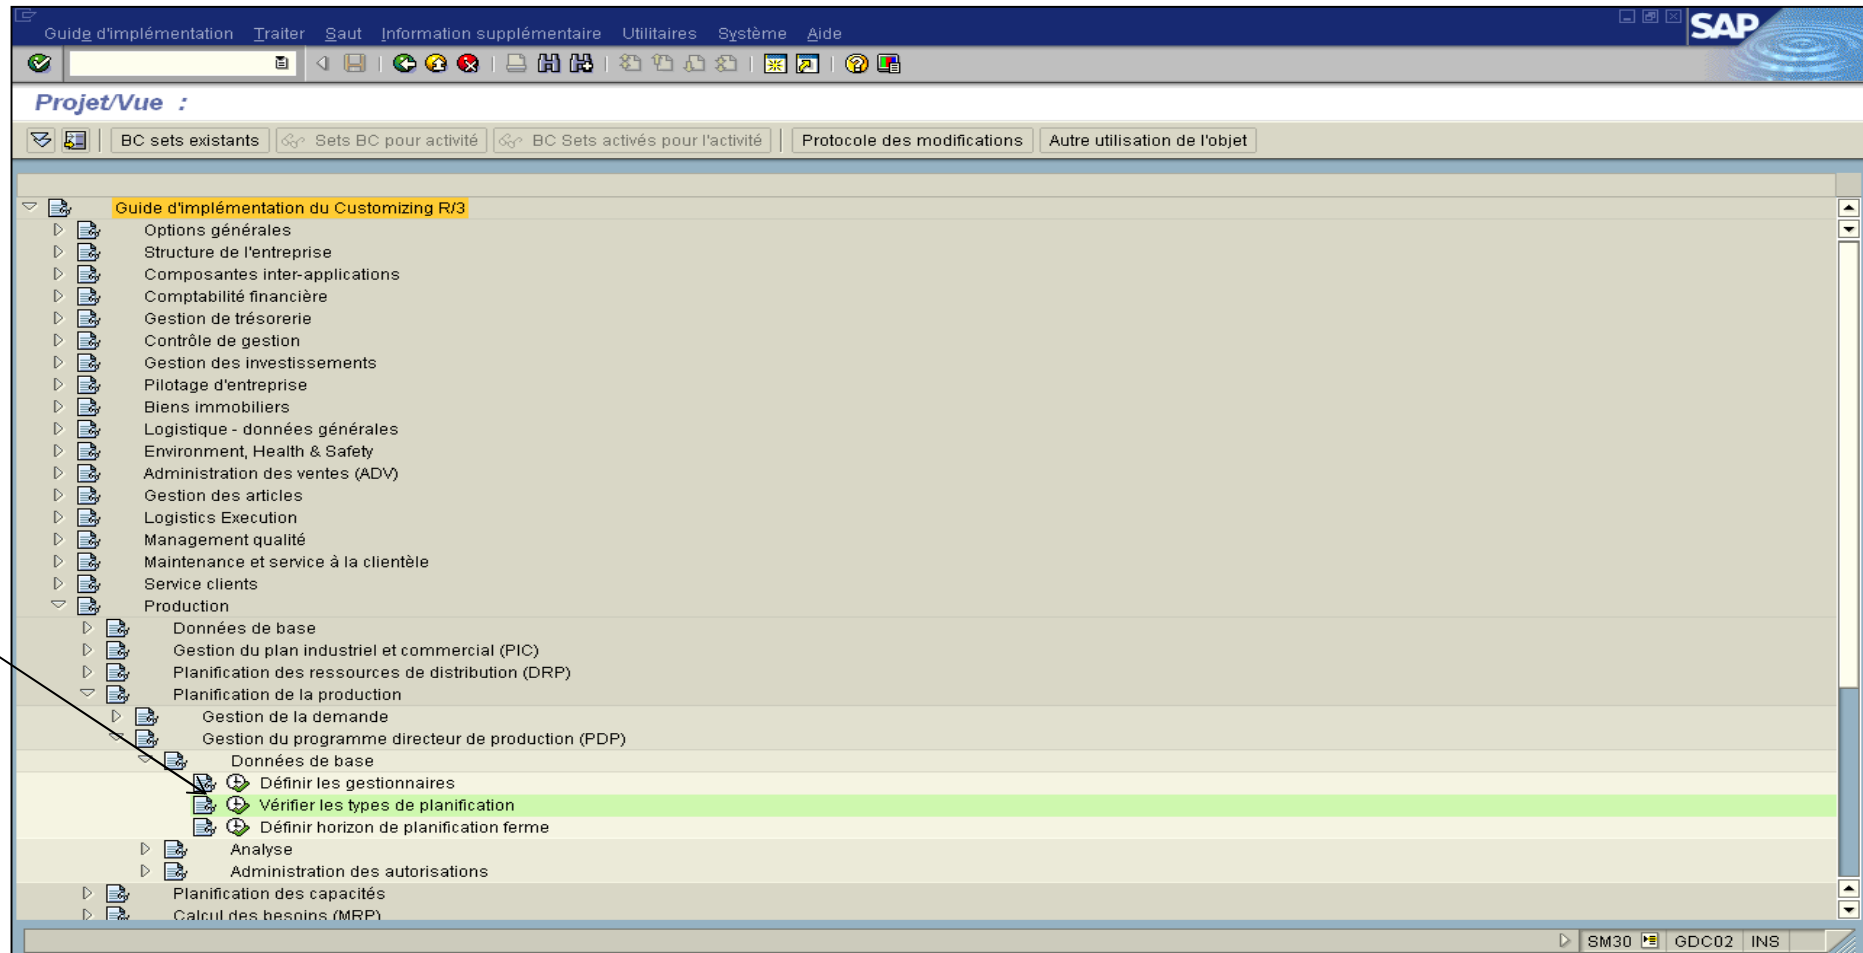 Guide d'implémentation Traiter Saut Information supplémentaire Utilitaires Système Aide
SAP
Projet/Vue :
BC sets existants Sets BC pour activité BC Sets activés pour l'activité Protocole des modifications Autre utilisation de l'objet
Guide d'implémentation du Customizing R/3
Options générales
Structure de l'entreprise
Composantes inter-applications
Comptabilité financière
Gestion de trésorerie
Contrôle de gestion
Gestion des investissements
Pilotage d'entreprise
Biens immobiliers
Logistique - données générales
Environment, Health & Safety
Administration des ventes (ADV)
Gestion des articles
Logistics Execution
Management qualité
Maintenance et service à la clientèle
Service clients
Production
Données de base
Gestion du plan industriel et commercial (PIC)
Planification des ressources de distribution (DRP)
Planification de la production
Gestion de la demande
Gestion du programme directeur de production (PDP)
Données de base
Définir les gestionnaires
Vérifier les types de planification
Définir horizon de planification ferme
Analyse
Administration des autorisations
Planification des capacités
Calcul des besoins (MRP)
SM30 GDC02 INS